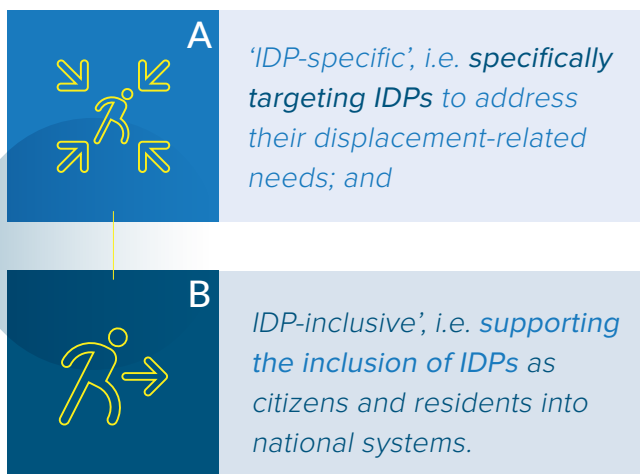 A
‘IDP-specific’, i.e. specifically
targeting IDPs to address
their displacement-related
needs; and
B
IDP-inclusive’, i.e. supporting
the inclusion of IDPs as
citizens and residents into
national systems.